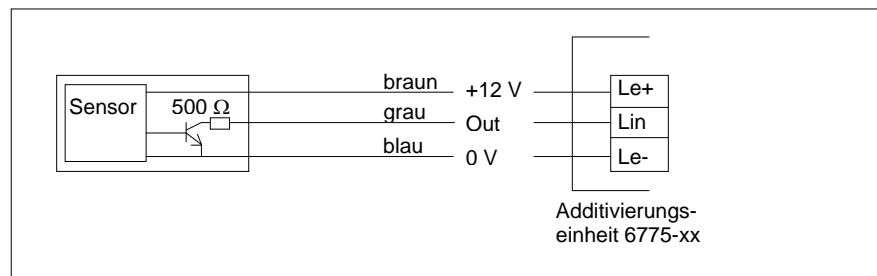 braun
+12 V
Le+
Sensor
500 Ω
grau
Out
Lin
blau
0 V
Le-
Additivierungs-
einheit 6775-xx